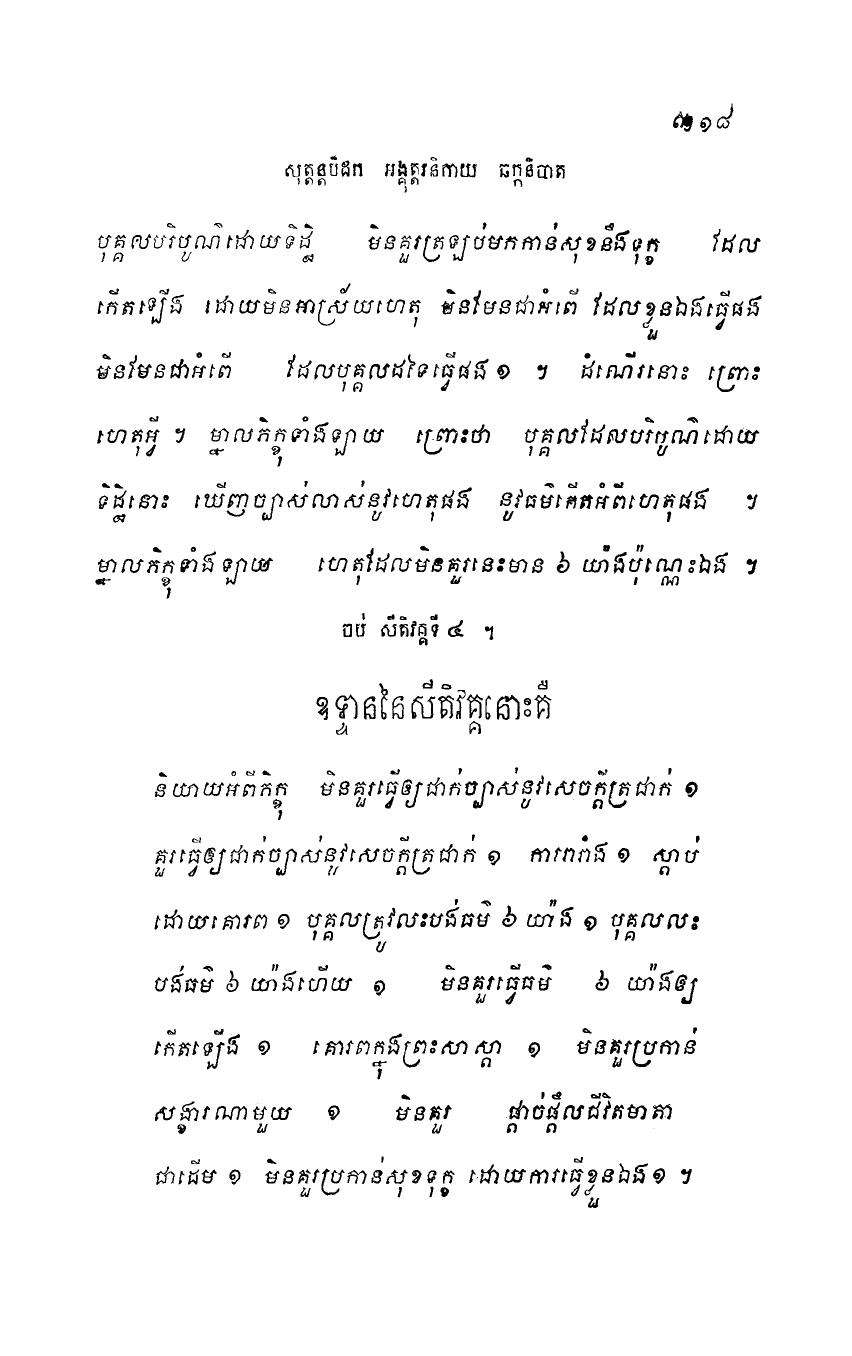 ៣១៨
សុត្តន្តបិដក អង្គុត្តរនិកាយ ឆក្កនិបាត
បុគ្គលបរិបូណ៌ដោយទិដ្ឋិ មិនគួរត្រឡប់មកកាន់សុខនឹងទុក្ខ ដែល
កើតឡើង ដោយមិនអាស្រ័យហេតុ មិនមែនជាអំពើ ដែលខ្លួនឯងធ្វើផង
មិនមែនជាអំពើ ដែលបុគ្គលដទៃធ្វើផង ១ ។ ដំណើរនោះ ព្រោះ
ហេតុអ្វី ។ ម្នាលភិក្ខុទាំងឡាយ ព្រោះថា បុគ្គលដែលបរិបូណ៌ដោយ
ទិដ្ឋិនោះ ឃើញច្បាស់លាស់នូវហេតុផង នូវធម៌កើតអំពីហេតុផង ។
ម្នាលភិក្ខុទាំងឡាយ ហេតុដែលមិនគួរនេះមាន ៦ យ៉ាងប៉ុណ្ណេះឯង ។
ចប់ សីតិវគ្គទី ៤ ។
ឧទ្ទាននៃសីតិវគ្គនោះគឺ
និយាយអំពីភិក្ខុ មិនគួរធ្វើឲ្យជាក់ច្បាស់នូវសេចក្តីត្រជាក់ ១
គួរធ្វើឲ្យជាក់ច្បាស់នូវសេចក្តីត្រជាក់ ១ ការរារាំង ១ ស្តាប់
ដោយគោរព ១ បុគ្គលត្រូវលះបង់ធម៌ ៦ យ៉ាង ១ បុគ្គលលះ
បង់ធម៌ ៦ យ៉ាងហើយ ១ មិនគួរធ្វើធម៌ ៦ យ៉ាងឲ្យ
កើតឡើង ១ គោរពក្នុងព្រះសាស្តា ១ មិនគួរប្រកាន់
សង្ខារណាមួយ ១ មិនគួរ ផ្តាច់ផ្តឹលជីវិតមាតា
ជាដើម ១ មិនគួរប្រកាន់សុខទុក្ខ ដោយការធ្វើខ្លួនឯង ១ ។